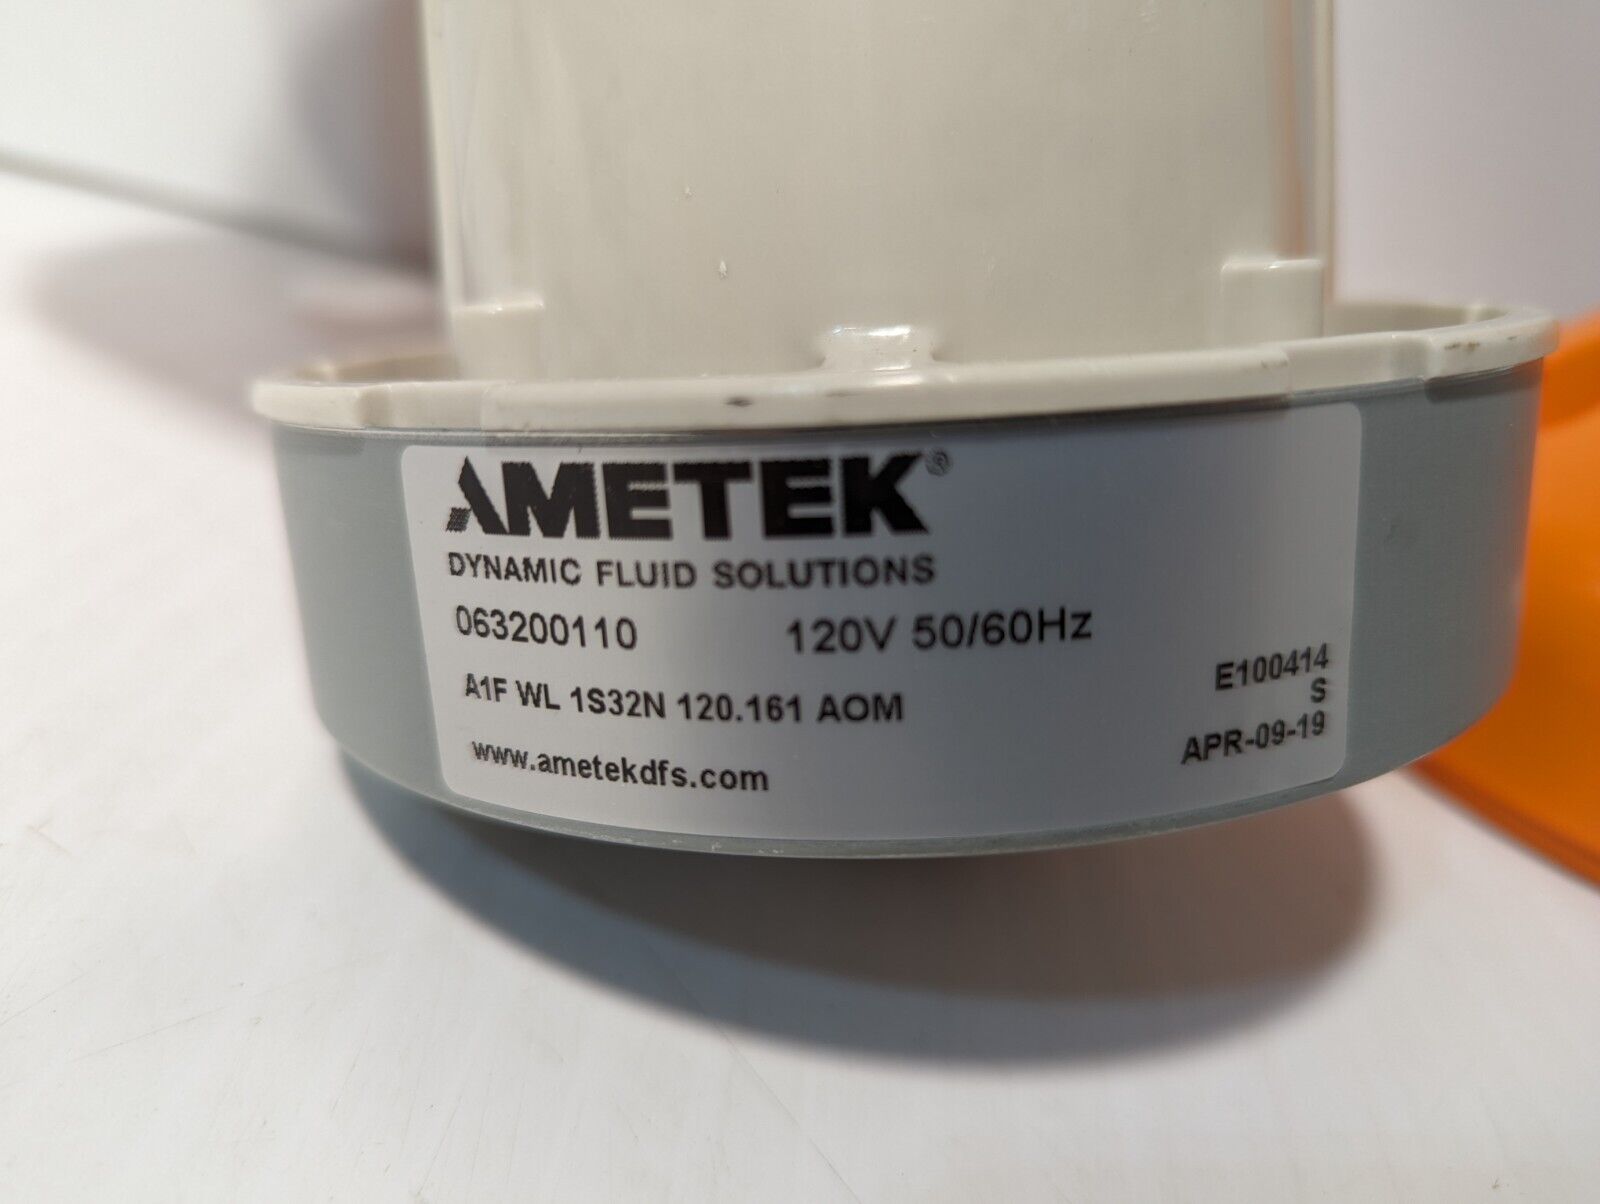 AMETEK®
DYNAMIC FLUID SOLUTIONS
063200110 120V 50/60Hz
A1F WL 1S32N 120.161 AOM
www.ametekdfs.com
E100414
S
APR-09-19